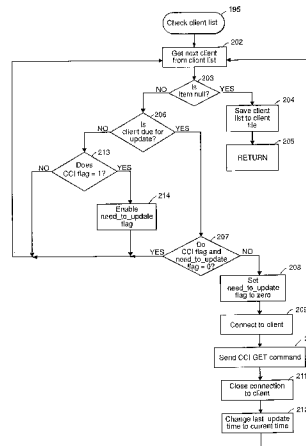 195
Check client list
202
Get next client
from client list
203
Is
item null?
NO
YES
204
Save client
list to client
file
205
RETURN
206
Is
client due for
update?
NO
YES
213
Does
CCI flag = 1?
NO
YES
214
Enable
need_to_update
flag
207
Do
CCI flag and
need_to_update
flag = 0?
YES
NO
208
Set
need_to_update
flag to zero
209
Connect to client
Send CCI GET command
211
Close connection
to client
212
Change last_update
time to current time